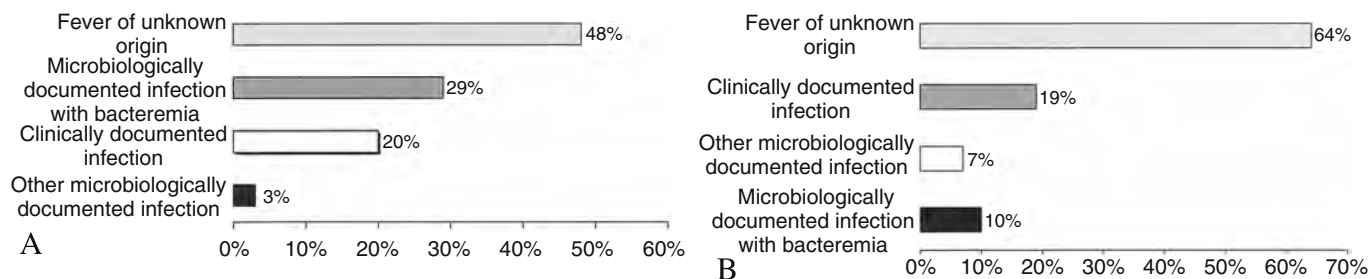 Fever of unknown
origin
48%
Microbiologically
documented infection
with bacteremia
29%
Clinically documented
infection
20%
Other microbiologically
documented infection
3%
0% 10% 20% 30% 40% 50% 60%
A
Fever of unknown
origin
64%
Clinically documented
infection
19%
Other microbiologically
documented infection
7%
Microbiologically
documented infection
with bacteremia
10%
0% 10% 20% 30% 40% 50% 60% 70%
B